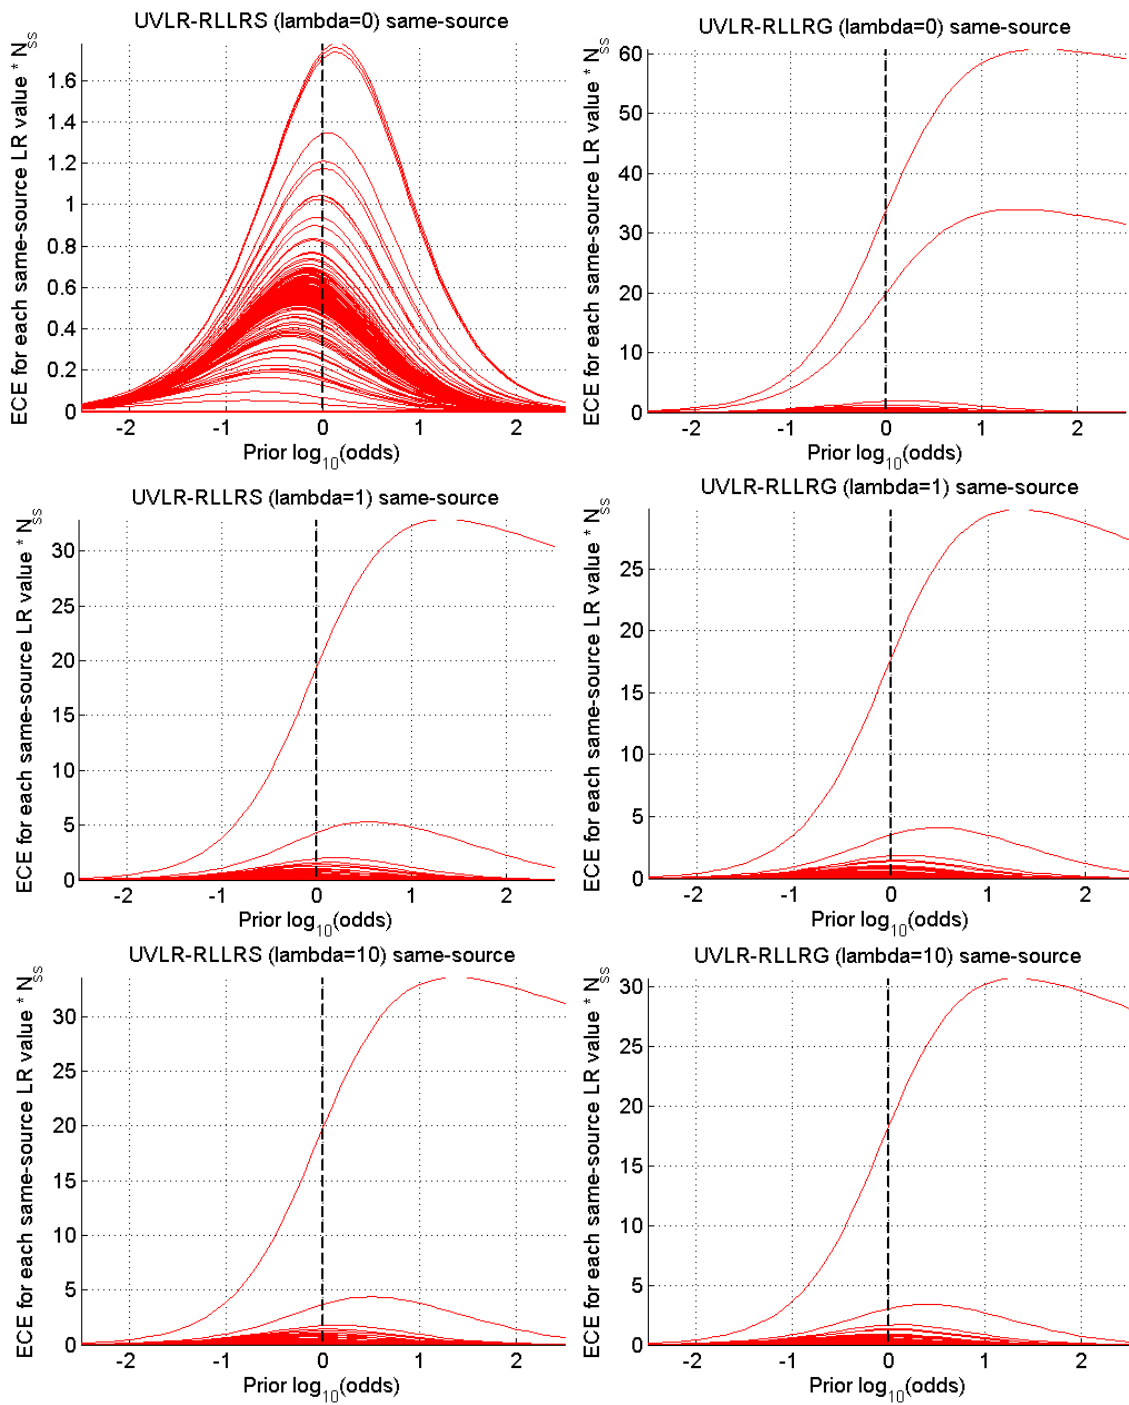 UVLR-RLLRS (lambda=0) same-source
ECE for each same-source LR value * N_ss
1.6
1.4
1.2
1
0.8
0.6
0.4
0.2
0
-2 -1 0 1 2
Prior log_10(odds)
UVLR-RLLRG (lambda=0) same-source
ECE for each same-source LR value * N_ss
60
50
40
30
20
10
0
-2 -1 0 1 2
Prior log_10(odds)
UVLR-RLLRS (lambda=1) same-source
ECE for each same-source LR value * N_ss
30
25
20
15
10
5
0
-2 -1 0 1 2
Prior log_10(odds)
UVLR-RLLRG (lambda=1) same-source
ECE for each same-source LR value * N_ss
25
20
15
10
5
0
-2 -1 0 1 2
Prior log_10(odds)
UVLR-RLLRS (lambda=10) same-source
ECE for each same-source LR value * N_ss
30
25
20
15
10
5
0
-2 -1 0 1 2
Prior log_10(odds)
UVLR-RLLRG (lambda=10) same-source
ECE for each same-source LR value * N_ss
30
25
20
15
10
5
0
-2 -1 0 1 2
Prior log_10(odds)